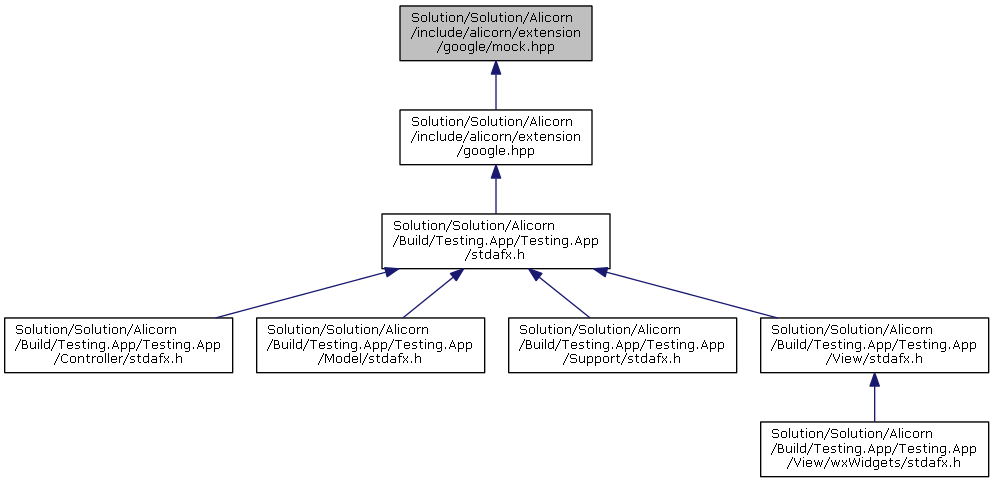 Solution/Solution/Alicorn
/include/alicorn/extension
/google/mock.hpp
Solution/Solution/Alicorn
/include/alicorn/extension
/google.hpp
Solution/Solution/Alicorn
/Build/Testing.App/Testing.App
/stdafx.h
Solution/Solution/Alicorn
/Build/Testing.App/Testing.App
/Controller/stdafx.h
Solution/Solution/Alicorn
/Build/Testing.App/Testing.App
/Model/stdafx.h
Solution/Solution/Alicorn
/Build/Testing.App/Testing.App
/Support/stdafx.h
Solution/Solution/Alicorn
/Build/Testing.App/Testing.App
/View/stdafx.h
Solution/Solution/Alicorn
/Build/Testing.App/Testing.App
/View/wxWidgets/stdafx.h